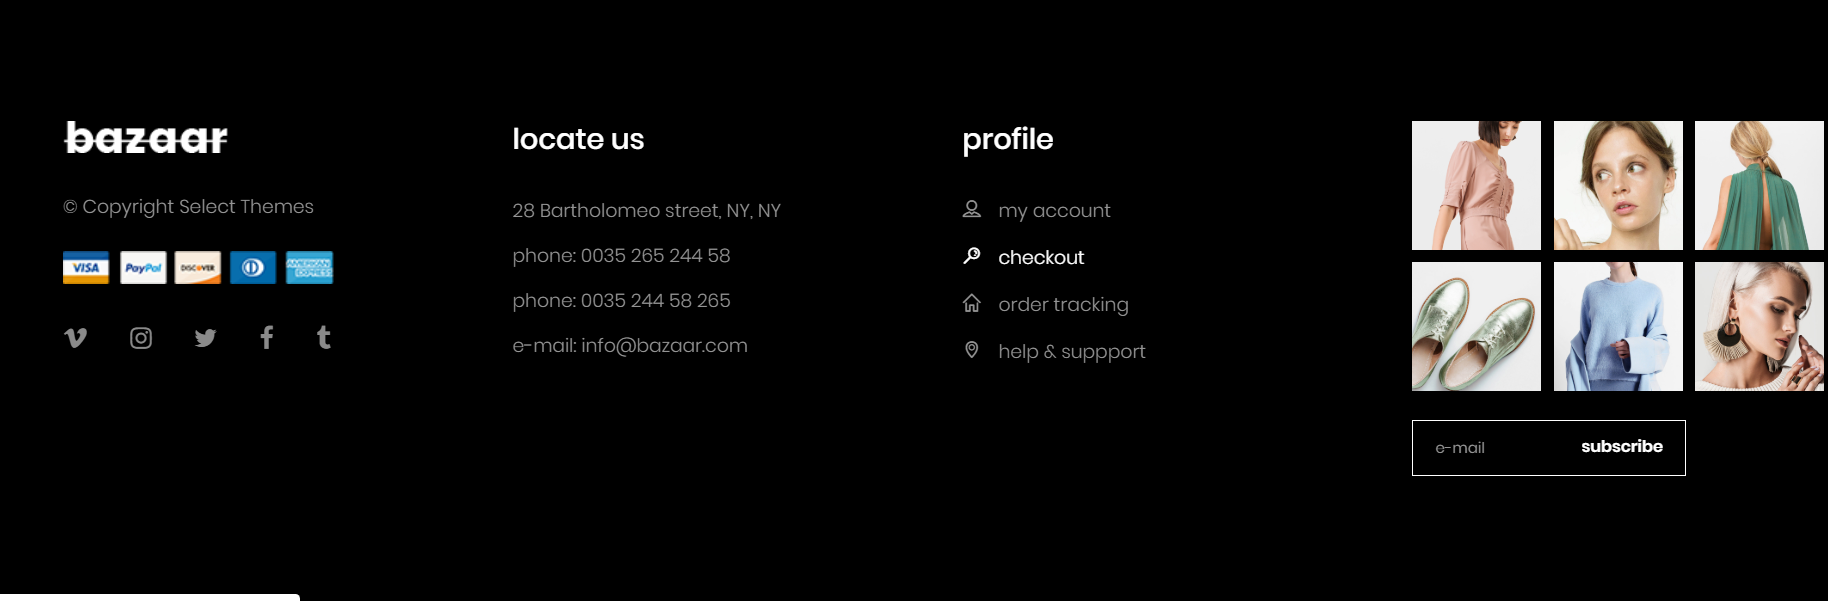 bazaar
© Copyright Select Themes
VISA PayPal DISCOVER AMERICAN EXPRESS
locate us
28 Bartholomeo street, NY, NY
phone: 0035 265 244 58
phone: 0035 244 58 265
e-mail: info@bazaar.com
profile
my account
checkout
order tracking
help & suppport
e-mail subscribe